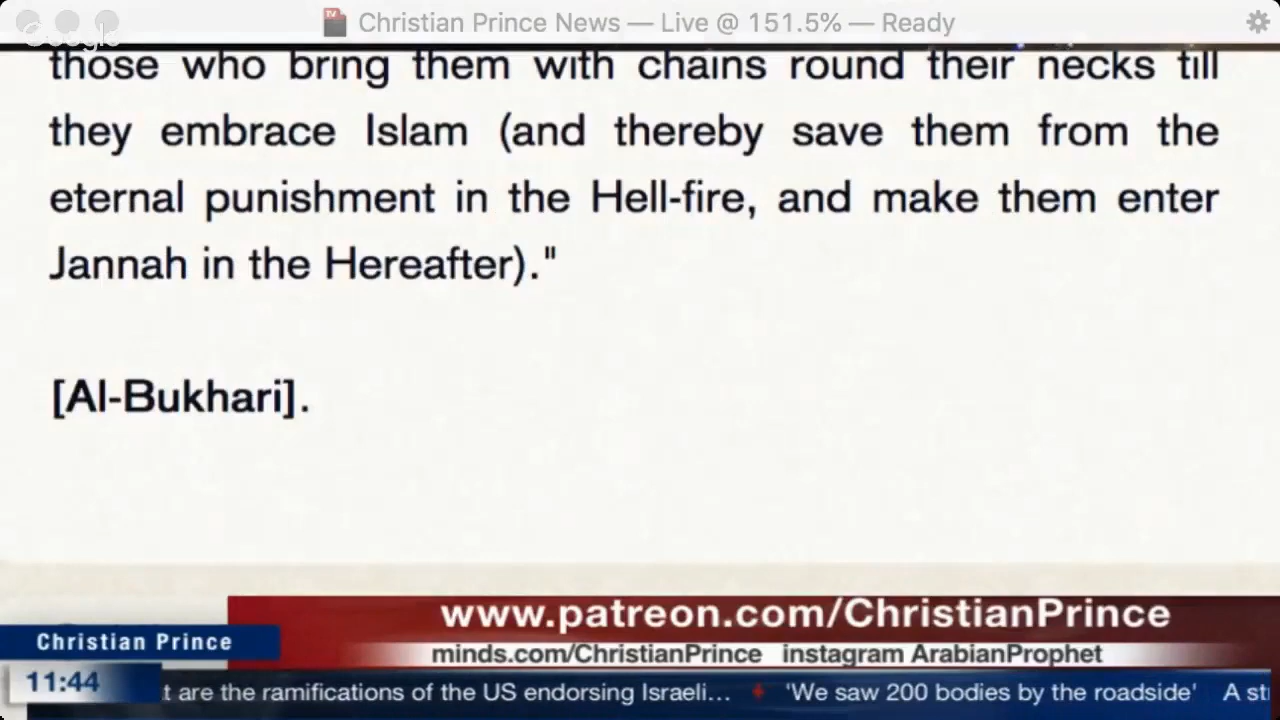 Christian Prince News — Live @ 151.5% — Ready
Google
those who bring them with chains round their necks till
they embrace Islam (and thereby save them from the
eternal punishment in the Hell-fire, and make them enter
Jannah in the Hereafter)."
[Al-Bukhari].
www.patreon.com/ChristianPrince
Christian Prince
minds.com/ChristianPrince instagram ArabianProphet
11:44
t are the ramifications of the US endorsing Israeli... 'We saw 200 bodies by the roadside' A st